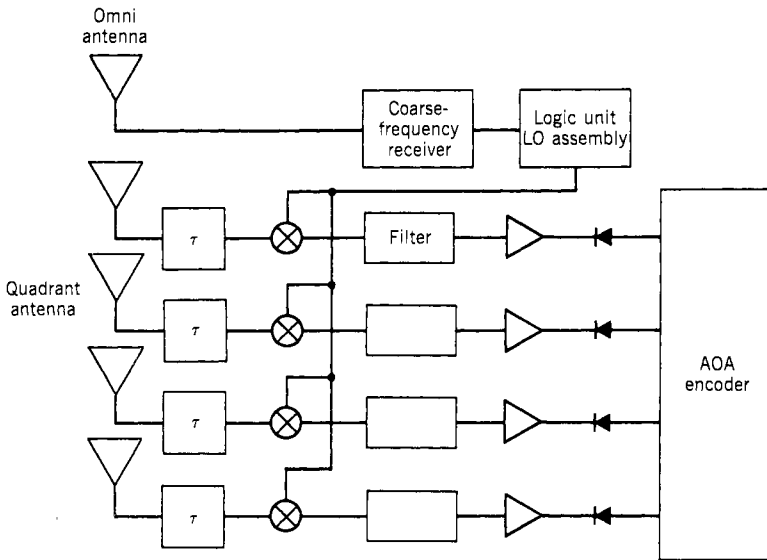 Omni
antenna
Coarse-
frequency
receiver
Logic unit
LO assembly
τ
Filter
Quadrant
antenna
τ
AOA
encoder
τ
τ